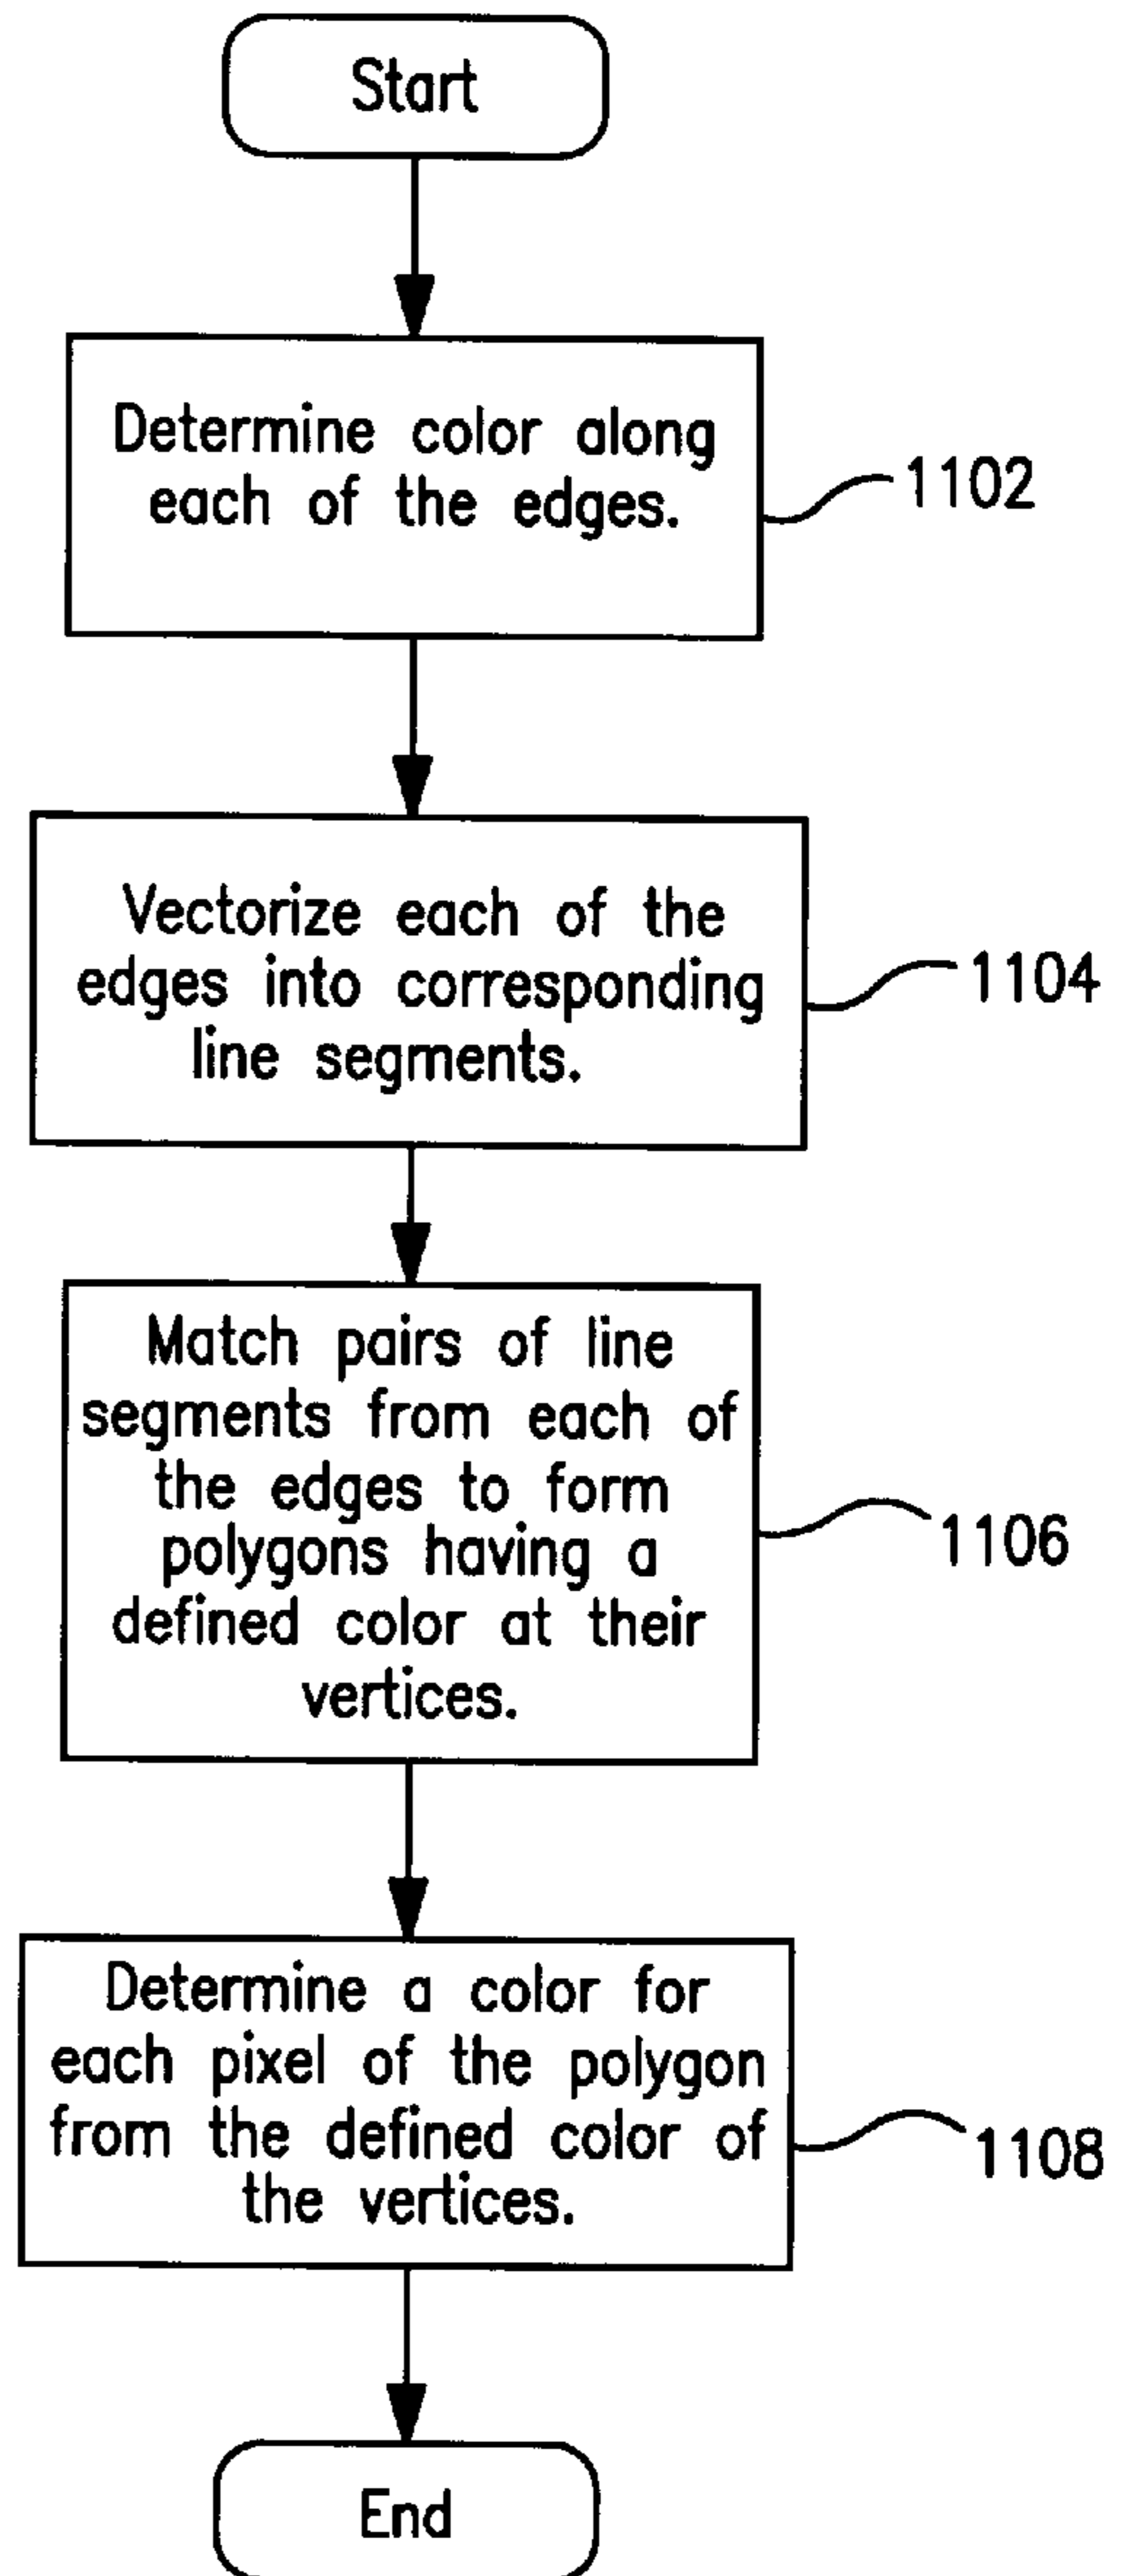 Start
Determine color along
each of the edges.
1102
Vectorize each of the
edges into corresponding
line segments.
1104
Match pairs of line
segments from each of
the edges to form
polygons having a
defined color at their
vertices.
1106
Determine a color for
each pixel of the polygon
from the defined color of
the vertices.
1108
End